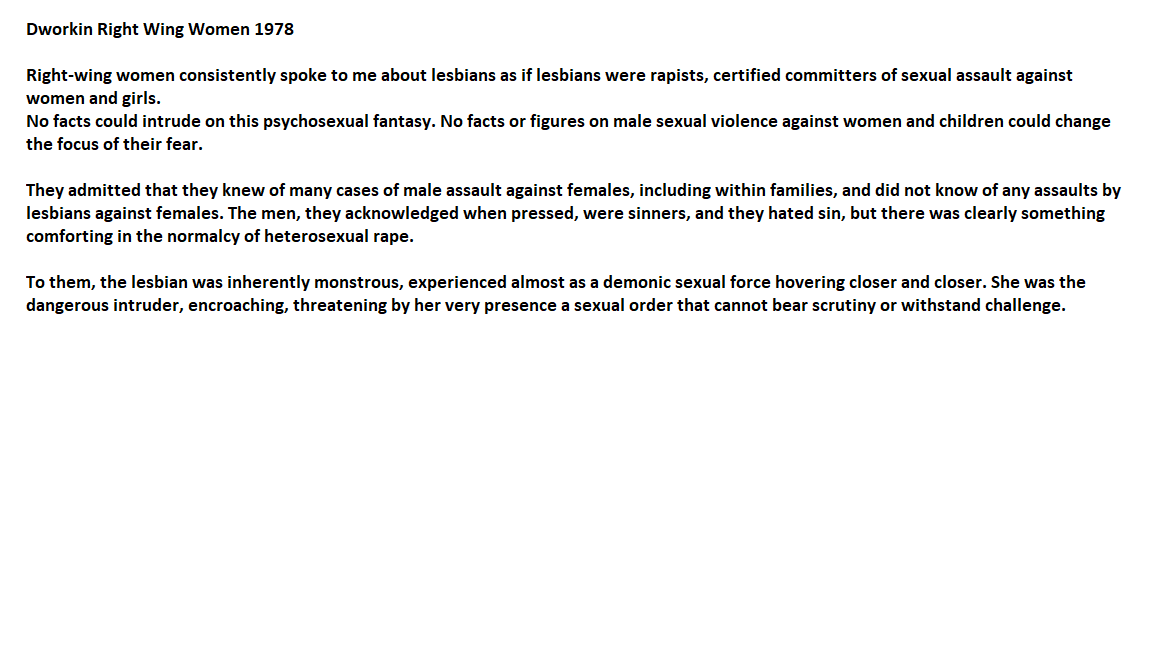 Dworkin Right Wing Women 1978
Right-wing women consistently spoke to me about lesbians as if lesbians were rapists, certified committers of sexual assault against
women and girls.
No facts could intrude on this psychosexual fantasy. No facts or figures on male sexual violence against women and children could change
the focus of their fear.
They admitted that they knew of many cases of male assault against females, including within families, and did not know of any assaults by
lesbians against females. The men, they acknowledged when pressed, were sinners, and they hated sin, but there was clearly something
comforting in the normalcy of heterosexual rape.
To them, the lesbian was inherently monstrous, experienced almost as a demonic sexual force hovering closer and closer. She was the
dangerous intruder, encroaching, threatening by her very presence a sexual order that cannot bear scrutiny or withstand challenge.